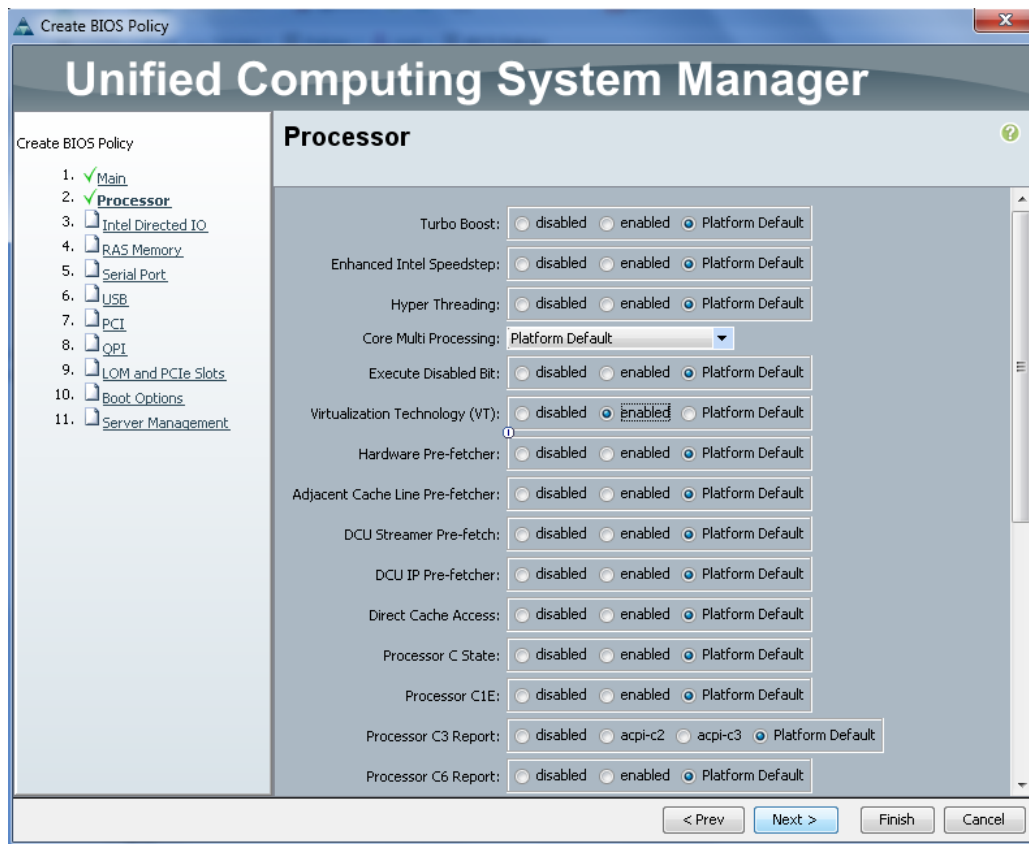 Create BIOS Policy
Unified Computing System Manager
Create BIOS Policy
1. Main
2. Processor
3. Intel Directed IO
4. RAS Memory
5. Serial Port
6. USB
7. PCI
8. QPI
9. LOM and PCIe Slots
10. Boot Options
11. Server Management
Processor
Turbo Boost: disabled enabled Platform Default
Enhanced Intel Speedstep: disabled enabled Platform Default
Hyper Threading: disabled enabled Platform Default
Core Multi Processing: Platform Default
Execute Disabled Bit: disabled enabled Platform Default
Virtualization Technology (VT): disabled enabled Platform Default
Hardware Pre-fetcher: disabled enabled Platform Default
Adjacent Cache Line Pre-fetcher: disabled enabled Platform Default
DCU Streamer Pre-fetch: disabled enabled Platform Default
DCU IP Pre-fetcher: disabled enabled Platform Default
Direct Cache Access: disabled enabled Platform Default
Processor C State: disabled enabled Platform Default
Processor C1E: disabled enabled Platform Default
Processor C3 Report: disabled acpi-c2 acpi-c3 Platform Default
Processor C6 Report: disabled enabled Platform Default
< Prev Next > Finish Cancel